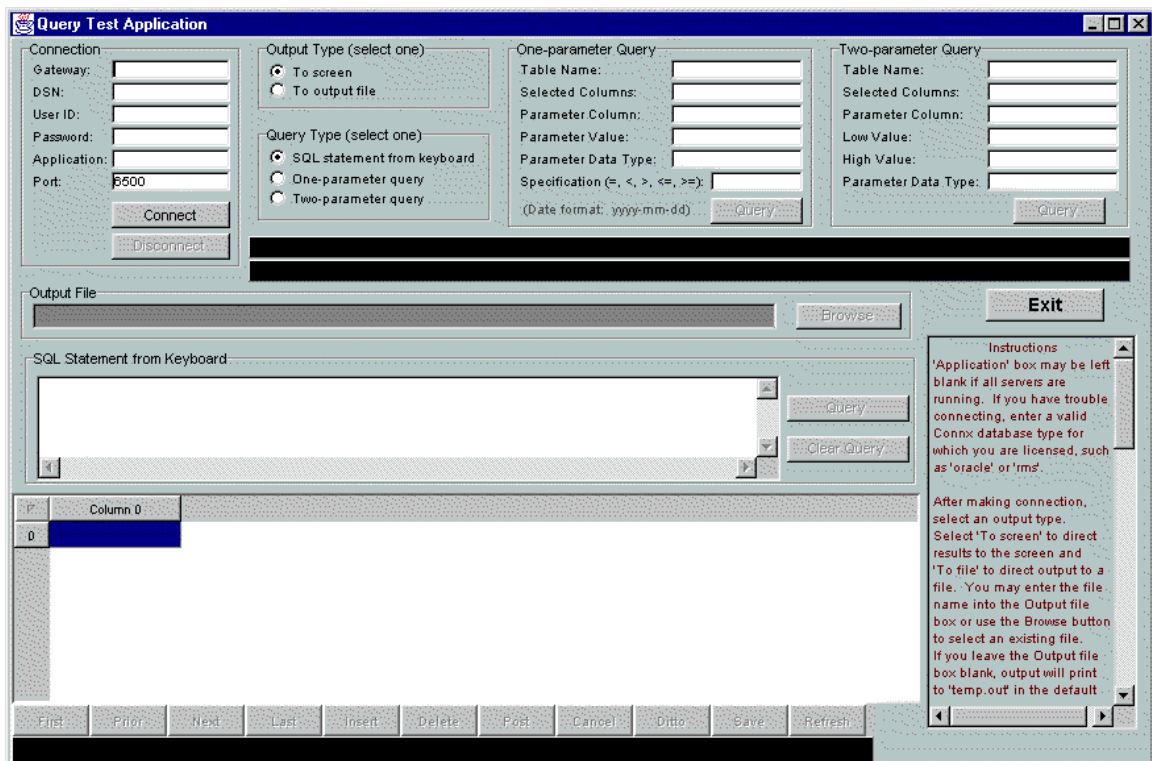 Query Test Application
Connection
Gateway:
DSN:
User ID:
Password:
Application:
Port: 6500
Connect
Disconnect
Output Type (select one)
To screen
To output file
Query Type (select one)
SQL statement from keyboard
One-parameter query
Two-parameter query
One-parameter Query
Table Name:
Selected Columns:
Parameter Column:
Parameter Value:
Parameter Data Type:
Specification (=, <, >, <=, >=):
(Date format: yyyy-mm-dd) Query
Two-parameter Query
Table Name:
Selected Columns:
Parameter Column:
Low Value:
High Value:
Parameter Data Type:
Query
Output File
Browse
Exit
SQL Statement from Keyboard
Query
Clear Query
Instructions
'Application' box may be left
blank if all servers are
running. If you have trouble
connecting, enter a valid
Connx database type for
which you are licensed, such
as 'oracle' or 'rms'.
After making connection,
select an output type.
Select 'To screen' to direct
results to the screen and
'To file' to direct output to a
file. You may enter the file
name into the Output file
box or use the Browse button
to select an existing file.
If you leave the Output file
box blank, output will print
to 'temp.out' in the default
Column 0
0
First Prior Next Last Insert Delete Post Cancel Ditto Save Refresh